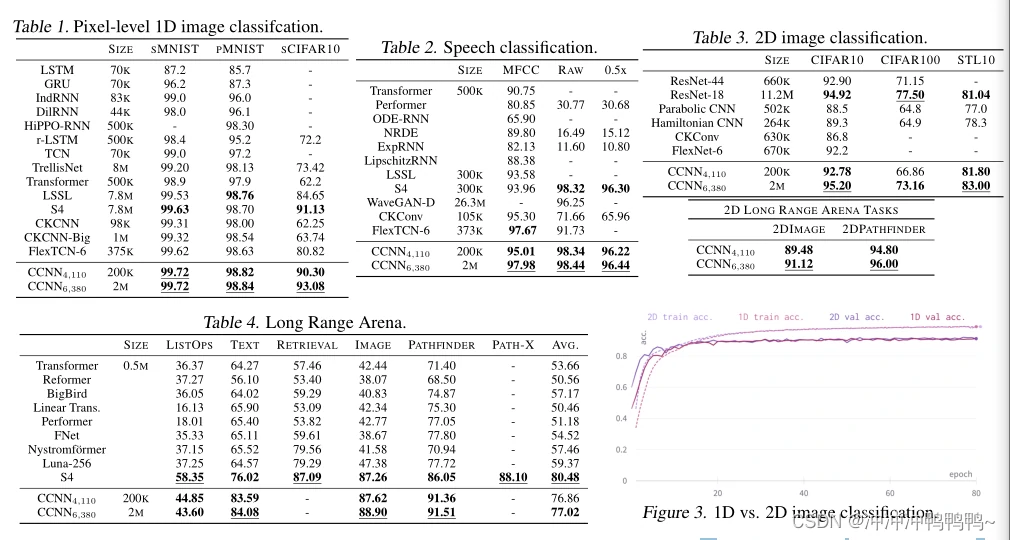 Table 1. Pixel-level 1D image classifcation.
SIZE SMNIST PMNIST SCIFAR10
LSTM 70K 87.2 85.7 -
GRU 70K 96.2 87.3 -
IndRNN 83K 99.0 96.0 -
DilRNN 44K 98.0 96.1 -
HiPPO-RNN 500K - 98.30 -
r-LSTM 500K 98.4 95.2 72.2
TCN 70K 99.0 97.2 -
TrellisNet 8M 99.20 98.13 73.42
Transformer 500K 98.9 97.9 62.2
LSSL 7.8M 99.53 98.76 84.65
S4 7.8M 99.63 98.70 91.13
CKCNN 98K 99.31 98.00 62.25
CKCNN-Big 1M 99.32 98.54 63.74
FlexTCN-6 375K 99.62 98.63 80.82
CCNN4,110 200K 99.72 98.82 90.30
CCNN6,380 2M 99.72 98.84 93.08
Table 2. Speech classification.
SIZE MFCC RAW 0.5x
Transformer 500K 90.75 - -
Performer 80.85 30.77 30.68
ODE-RNN 65.90 - -
NRDE 89.80 16.49 15.12
ExpRNN 82.13 11.60 10.80
LipschitzRNN 88.38 - -
LSSL 300K 93.58 - -
S4 300K 93.96 98.32 96.30
WaveGAN-D 26.3M - 96.25 -
CKConv 105K 95.30 71.66 65.96
FlexTCN-6 373K 97.67 91.73 -
CCNN4,110 200K 95.01 98.34 96.22
CCNN6,380 2M 97.98 98.44 96.44
Table 3. 2D image classification.
SIZE CIFAR10 CIFAR100 STL10
ResNet-44 660K 92.90 71.15 -
ResNet-18 11.2M 94.92 77.50 81.04
Parabolic CNN 502K 88.5 64.8 77.0
Hamiltonian CNN 264K 89.3 64.9 78.3
CKConv 630K 86.8 - -
FlexNet-6 670K 92.2 - -
CCNN4,110 200K 92.78 66.86 81.80
CCNN6,380 2M 95.20 73.16 83.00
2D LONG RANGE ARENA TASKS
2DIMAGE 2DPATHFINDER
CCNN4,110 89.48 94.80
CCNN6,380 91.12 96.00
Table 4. Long Range Arena.
SIZE LISTOPS TEXT RETRIEVAL IMAGE PATHFINDER PATH-X AVG.
Transformer 0.5M 36.37 64.27 57.46 42.44 71.40 - 53.66
Reformer 37.27 56.10 53.40 38.07 68.50 - 50.56
BigBird 36.05 64.02 59.29 40.83 74.87 - 57.17
Linear Trans. 16.13 65.90 53.09 42.34 75.30 - 50.46
Performer 18.01 65.40 53.82 42.77 77.05 - 51.18
FNet 35.33 65.11 59.61 38.67 77.80 - 54.52
Nystromförmer 37.15 65.52 79.56 41.58 70.94 - 57.46
Luna-256 37.25 64.57 79.29 47.38 77.72 - 59.37
S4 58.35 76.02 87.09 87.26 86.05 88.10 80.48
CCNN4,110 200K 44.85 83.59 - 87.62 91.36 - 76.86
CCNN6,380 2M 43.60 84.08 - 88.90 91.51 - 77.02
2D train acc. 1D train acc. 2D val acc. 1D val acc.
acc.
0.8
0.6
0.4
0.2
0
epoch
20 40 60 80
Figure 3. 1D vs. 2D image classification.
CSDN @冲冲冲鸭鸭鸭~